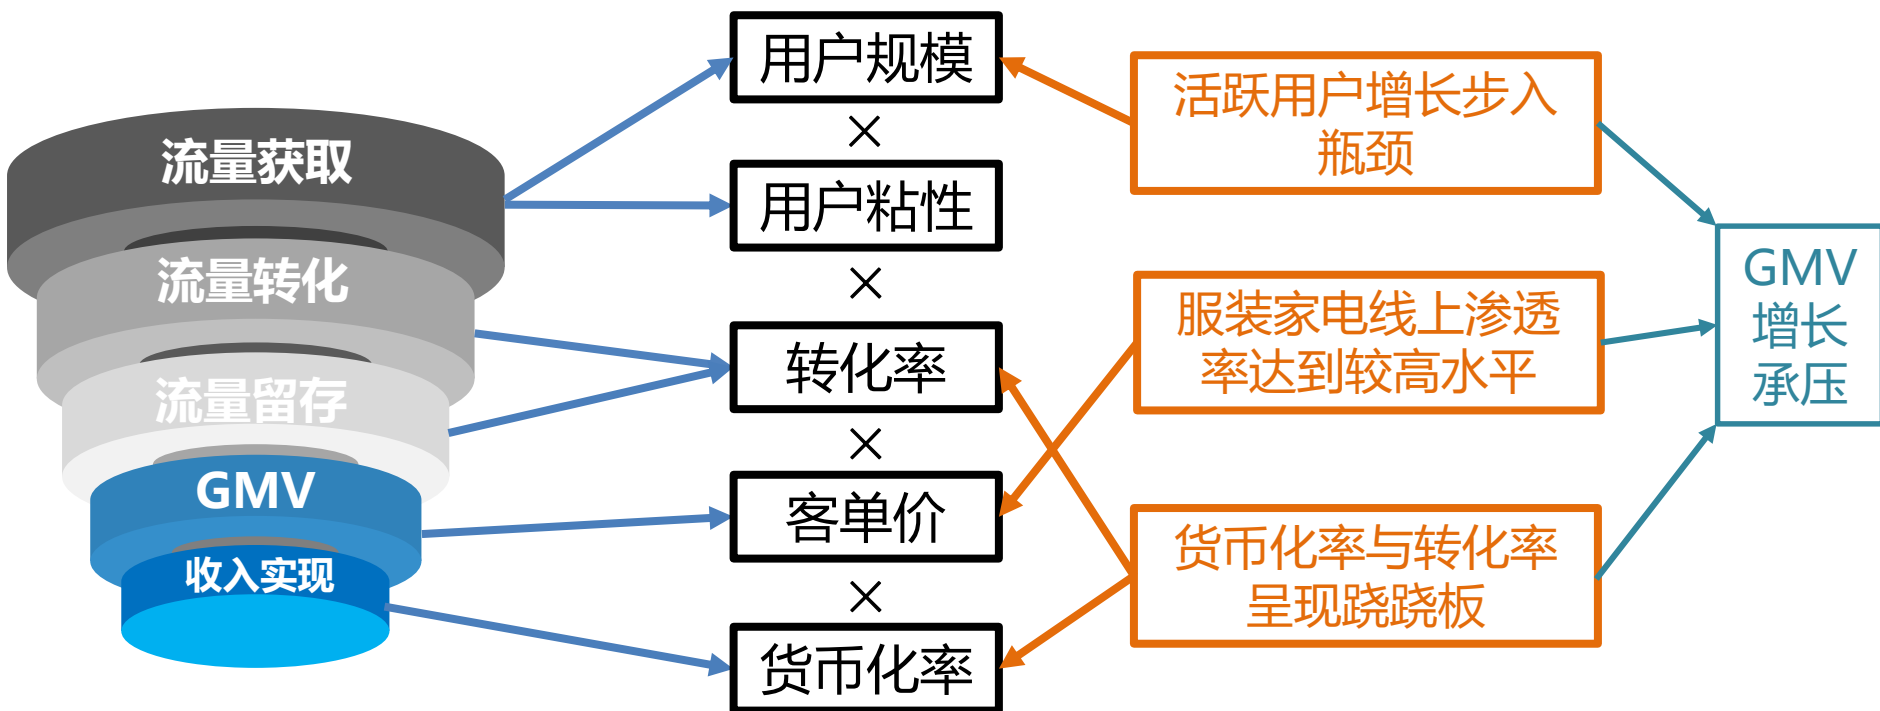 流量获取
流量转化
流量留存
GMV
收入实现
用户规模
×
用户粘性
×
转化率
×
客单价
×
货币化率
活跃用户增长步入
瓶颈
服装家电线上渗透
率达到较高水平
货币化率与转化率
呈现跷跷板
GMV
增长
承压